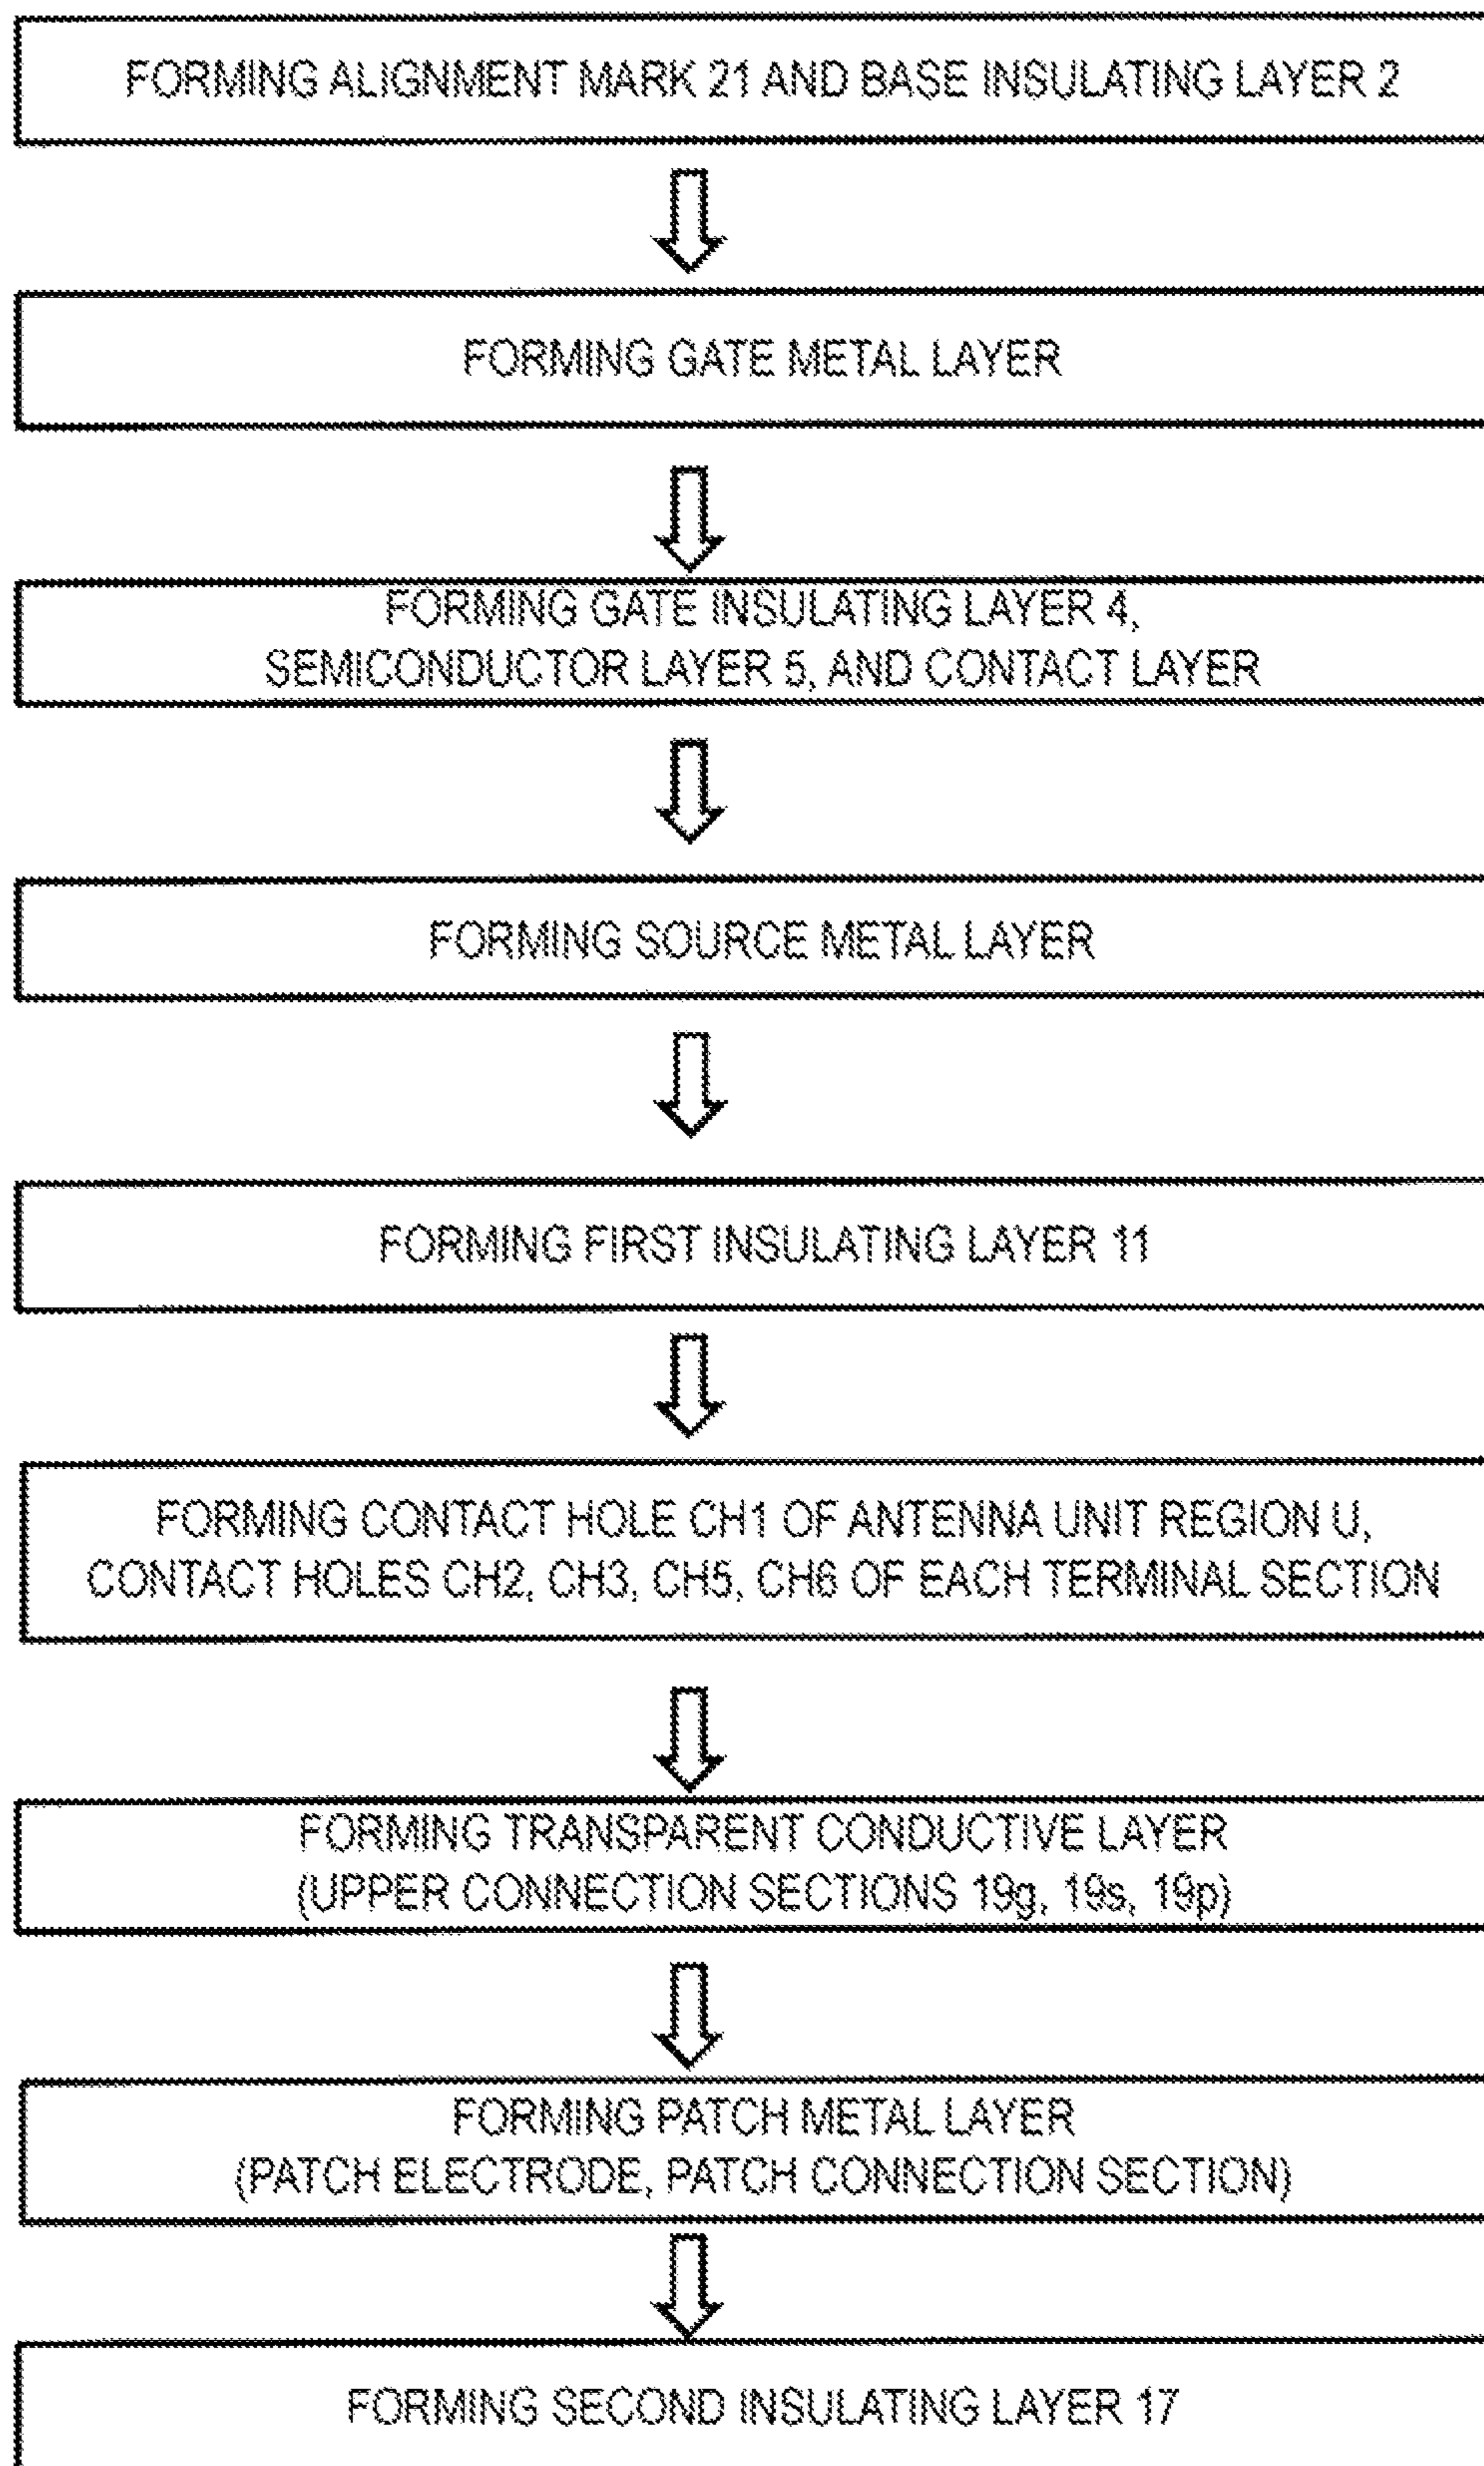 FORMING ALIGNMENT MARK 21 AND BASE INSULATING LAYER 2
FORMING GATE METAL LAYER
FORMING GATE INSULATING LAYER 4,
SEMICONDUCTOR LAYER 5, AND CONTACT LAYER
FORMING SOURCE METAL LAYER
FORMING FIRST INSULATING LAYER 11
FORMING CONTACT HOLE CH1 OF ANTENNA UNIT REGION U,
CONTACT HOLES CH2, CH3, CH5, CH6 OF EACH TERMINAL SECTION
FORMING TRANSPARENT CONDUCTIVE LAYER
(UPPER CONNECTION SECTIONS 19g, 19s, 19p)
FORMING PATCH METAL LAYER
(PATCH ELECTRODE, PATCH CONNECTION SECTION)
FORMING SECOND INSULATING LAYER 17